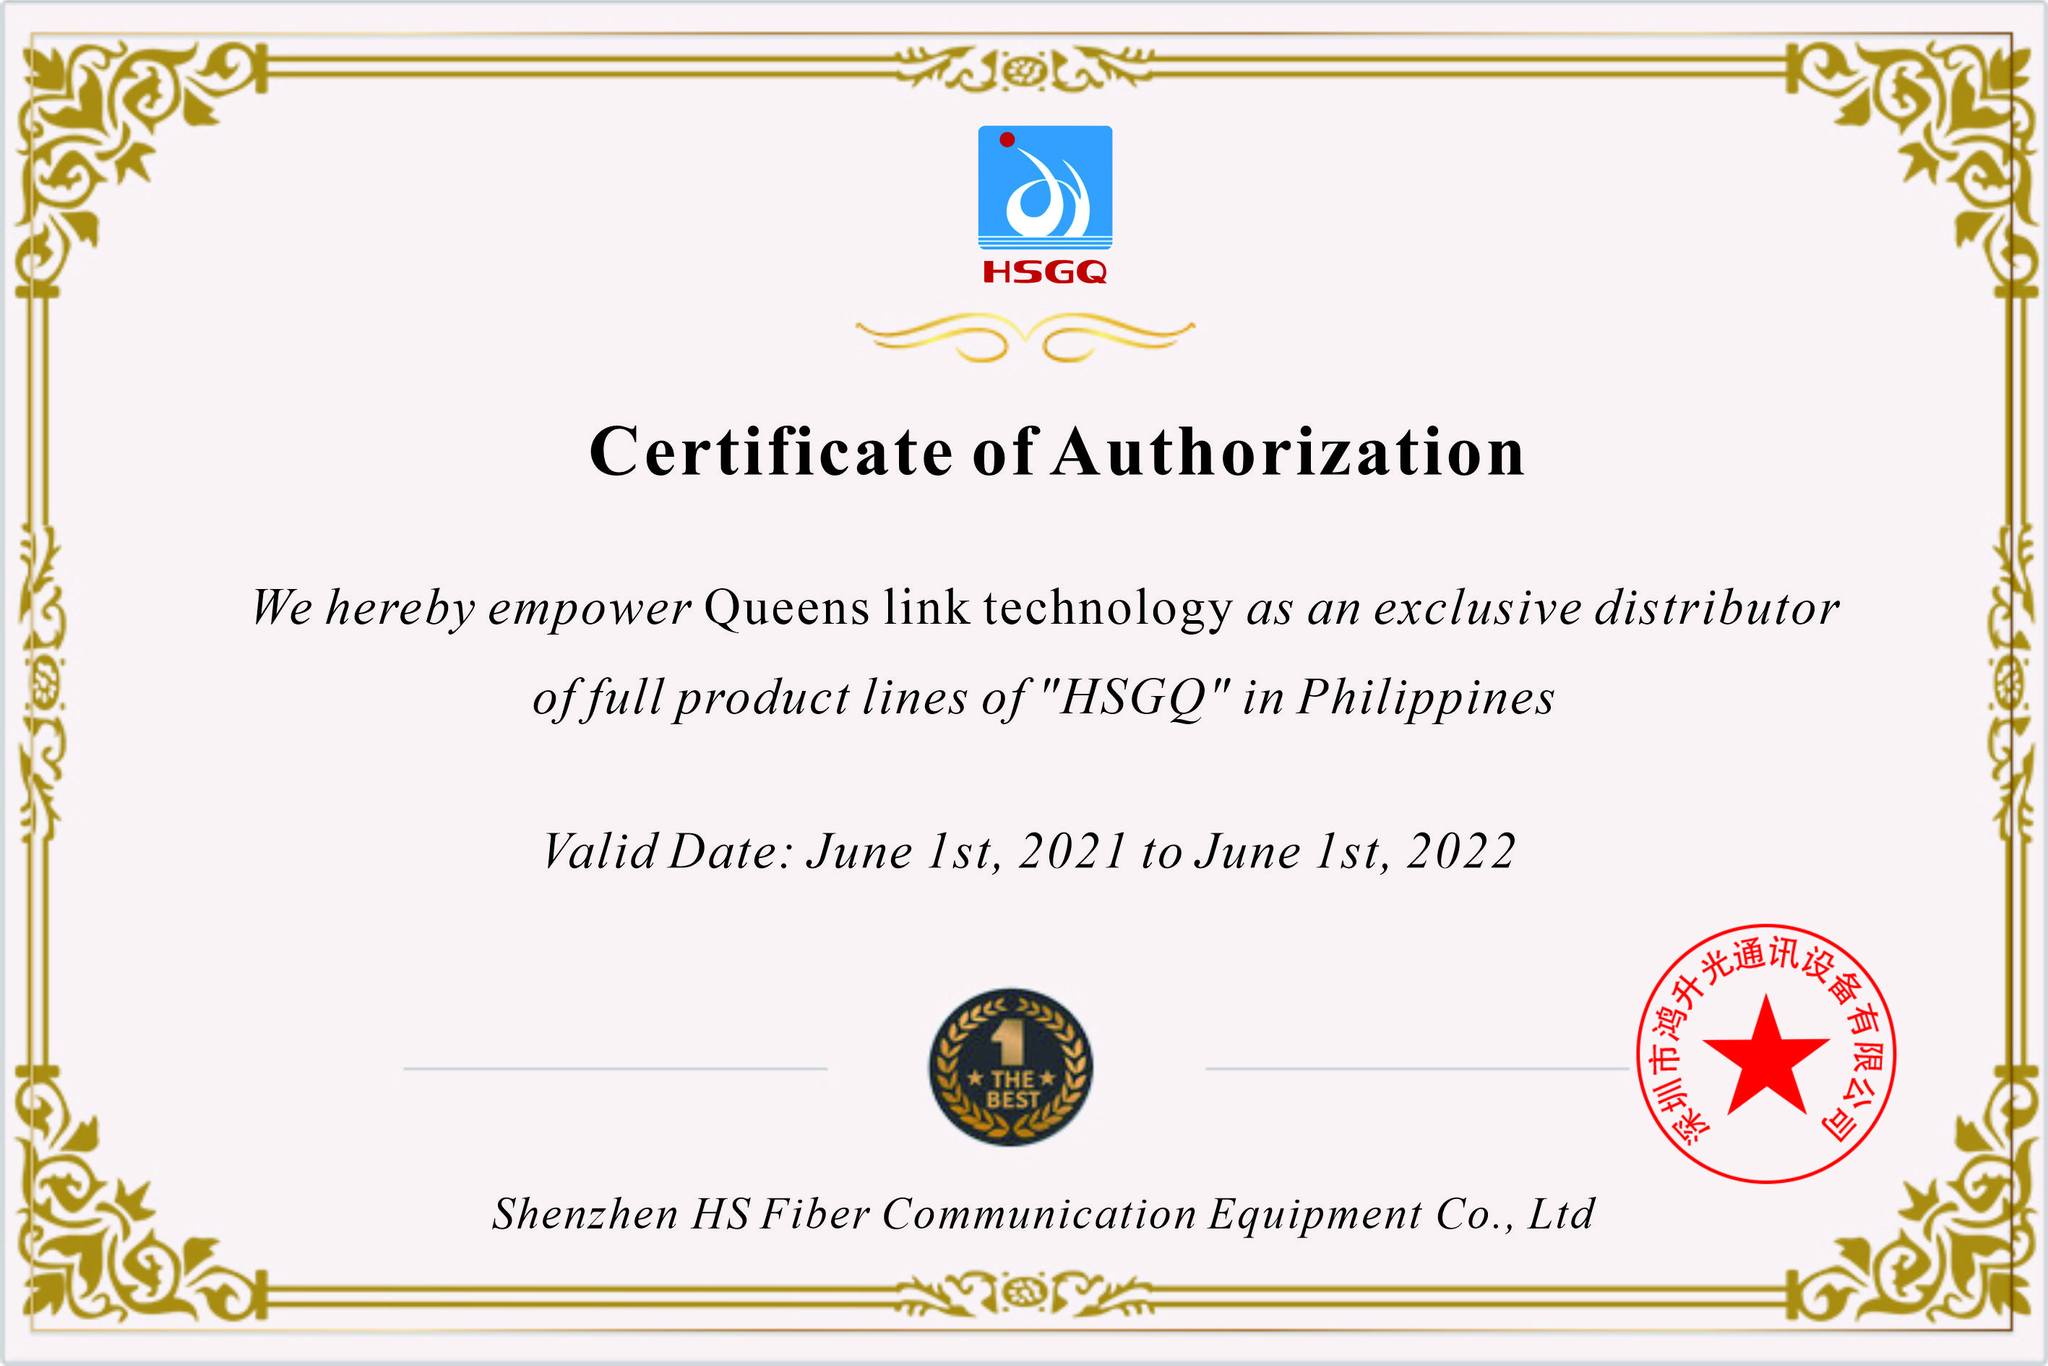 HSGQ
Certificate of Authorization
We hereby empower Queens link technology as an exclusive distributor
of full product lines of "HSGQ" in Philippines
Valid Date: June 1st, 2021 to June 1st, 2022
1
THE
BEST
深圳市鸿升光通讯设备有限公司
Shenzhen HS Fiber Communication Equipment Co., Ltd